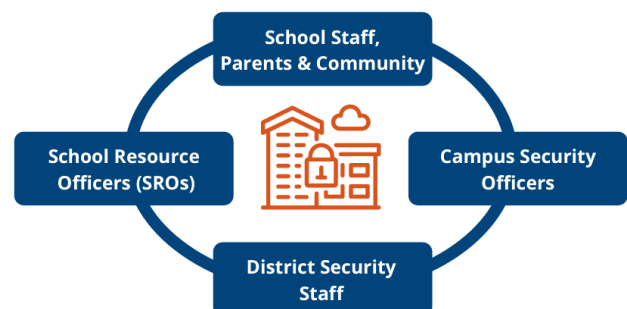 School Staff,
Parents & Community
School Resource
Officers (SROs)
Campus Security
Officers
District Security
Staff